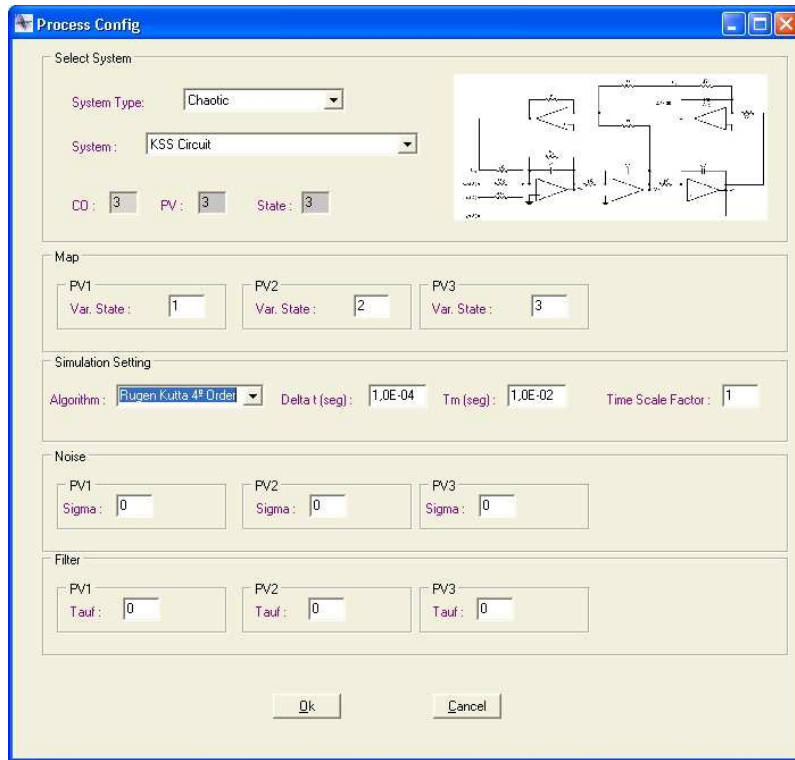 Process Config
Select System
System Type: Chaotic
System : KSS Circuit
CO : 3 PV : 3 State : 3
Map
PV1 PV2 PV3
Var. State : 1 Var. State : 2 Var. State : 3
Simulation Setting
Algorithm : Rugen Kutta 4º Order Delta t (seg) : 1,0E-04 Tm (seg) : 1,0E-02 Time Scale Factor : 1
Noise
PV1 PV2 PV3
Sigma : 0 Sigma : 0 Sigma : 0
Filter
PV1 PV2 PV3
Tauf : 0 Tauf : 0 Tauf : 0
Ok Cancel